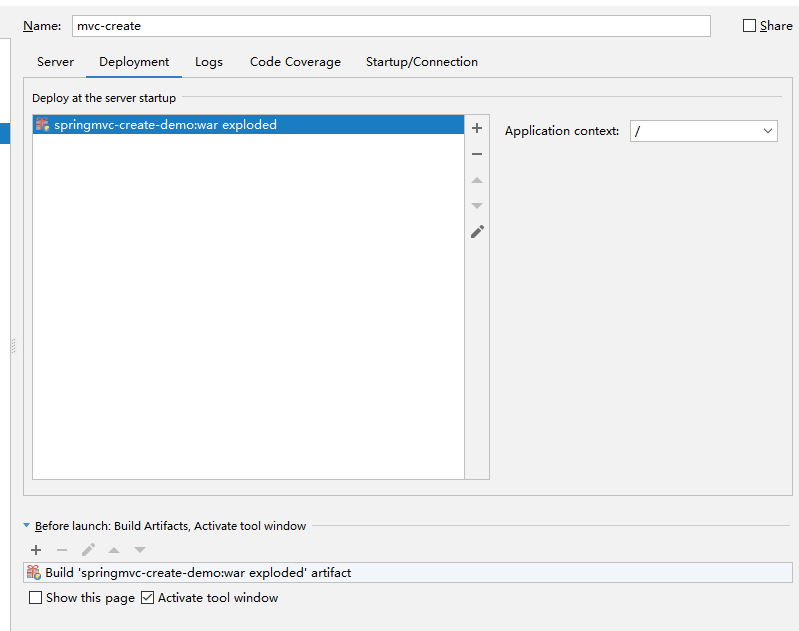 Name: mvc-create Share
Server Deployment Logs Code Coverage Startup/Connection
Deploy at the server startup
springmvc-create-demo:war exploded
Application context: /
Before launch: Build Artifacts, Activate tool window
Build 'springmvc-create-demo:war exploded' artifact
Show this page Activate tool window